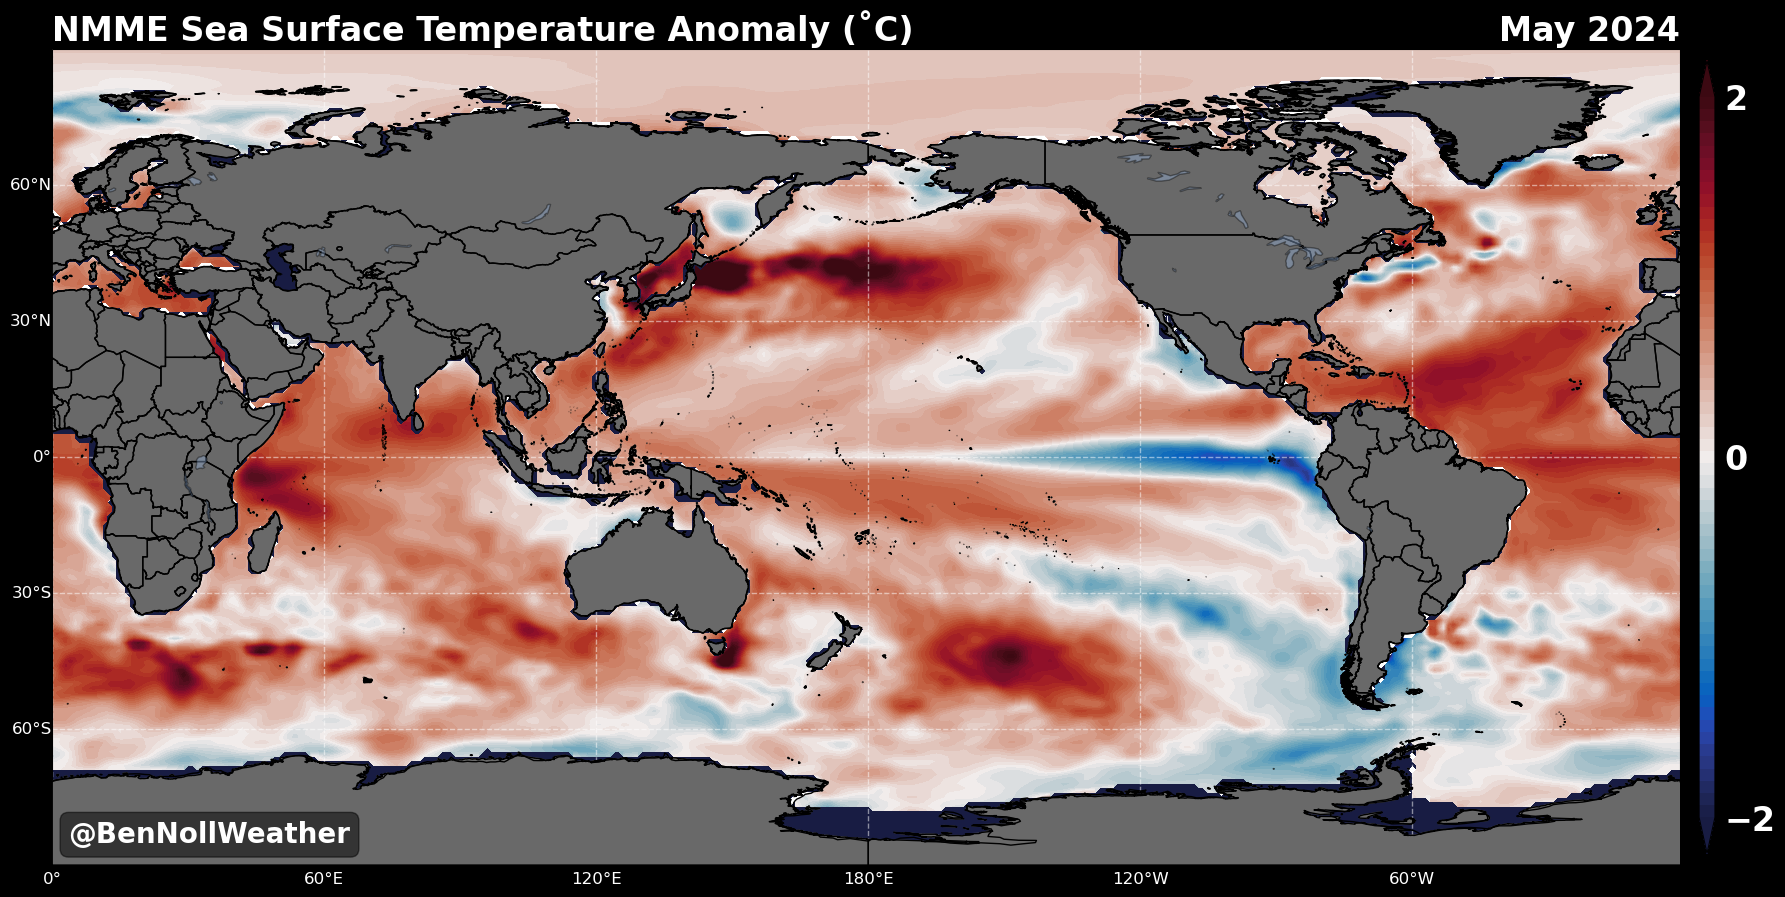 NMME Sea Surface Temperature Anomaly (˚C)
May 2024
2
0
−2
60°N
30°N
0°
30°S
60°S
@BenNollWeather
0°
60°E
120°E
180°E
120°W
60°W